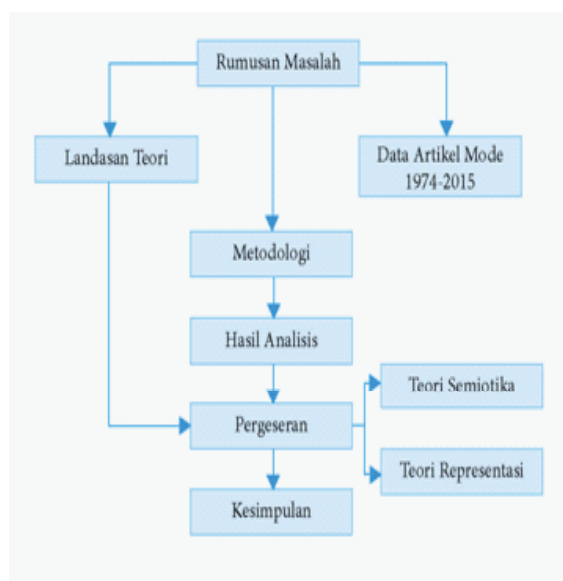 Rumusan Masalah
Landasan Teori
Data Artikel Mode
1974-2015
Metodologi
Hasil Analisis
Teori Semiotika
Pergeseran
Teori Representasi
Kesimpulan